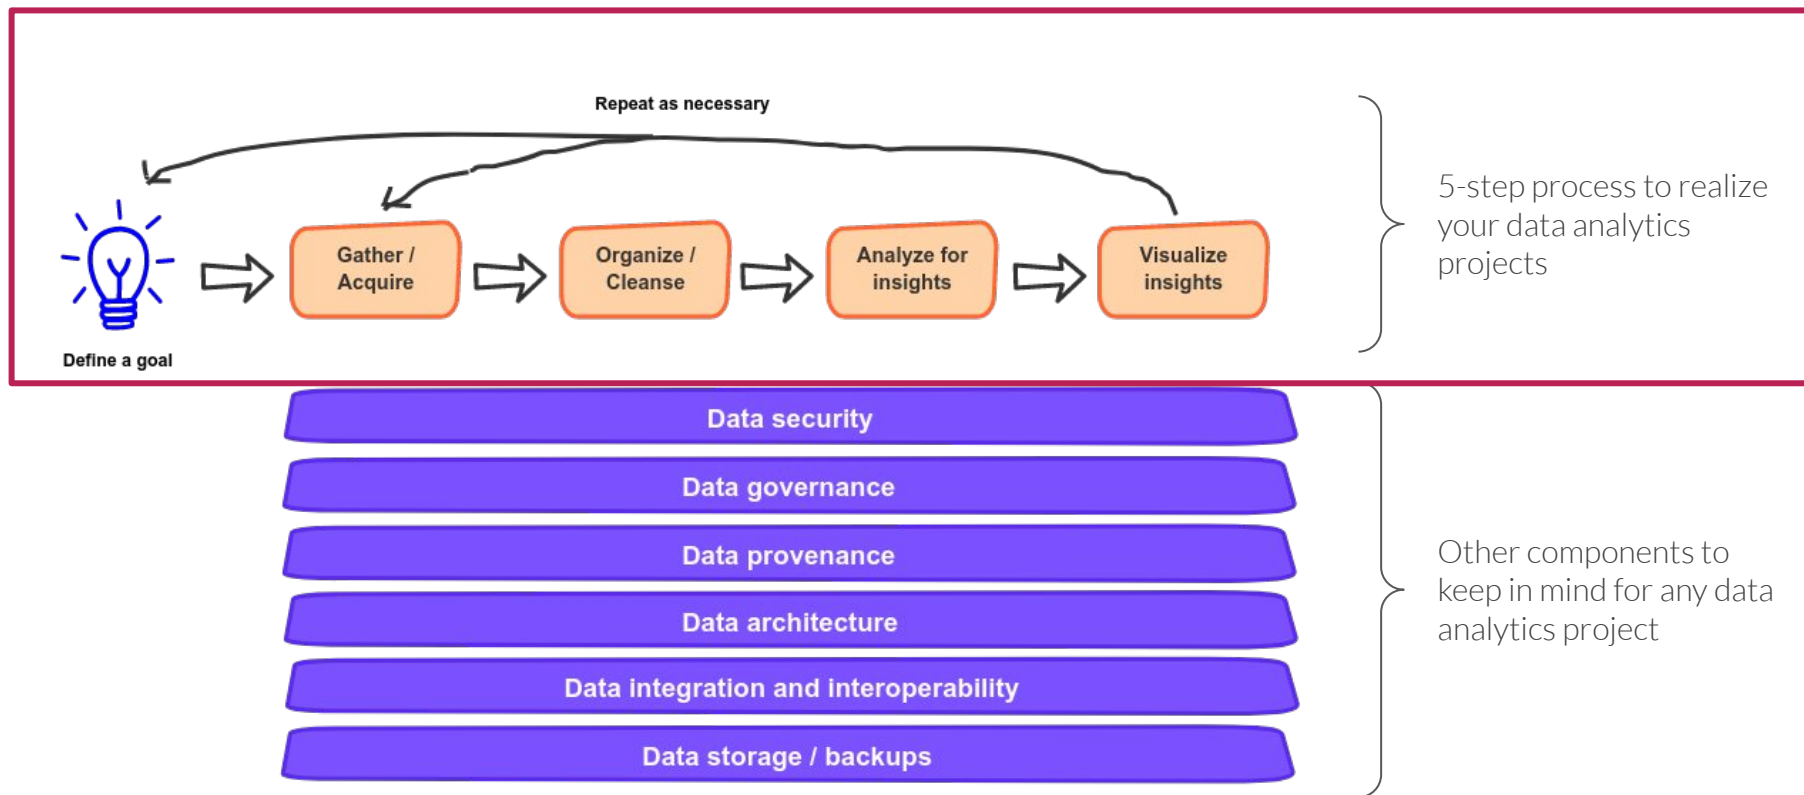 Repeat as necessary
Gather /
Acquire
Organize /
Cleanse
Analyze for
insights
Visualize
insights
Define a goal
5-step process to realize
your data analytics
projects
Data security
Data governance
Data provenance
Data architecture
Data integration and interoperability
Data storage / backups
Other components to
keep in mind for any data
analytics project